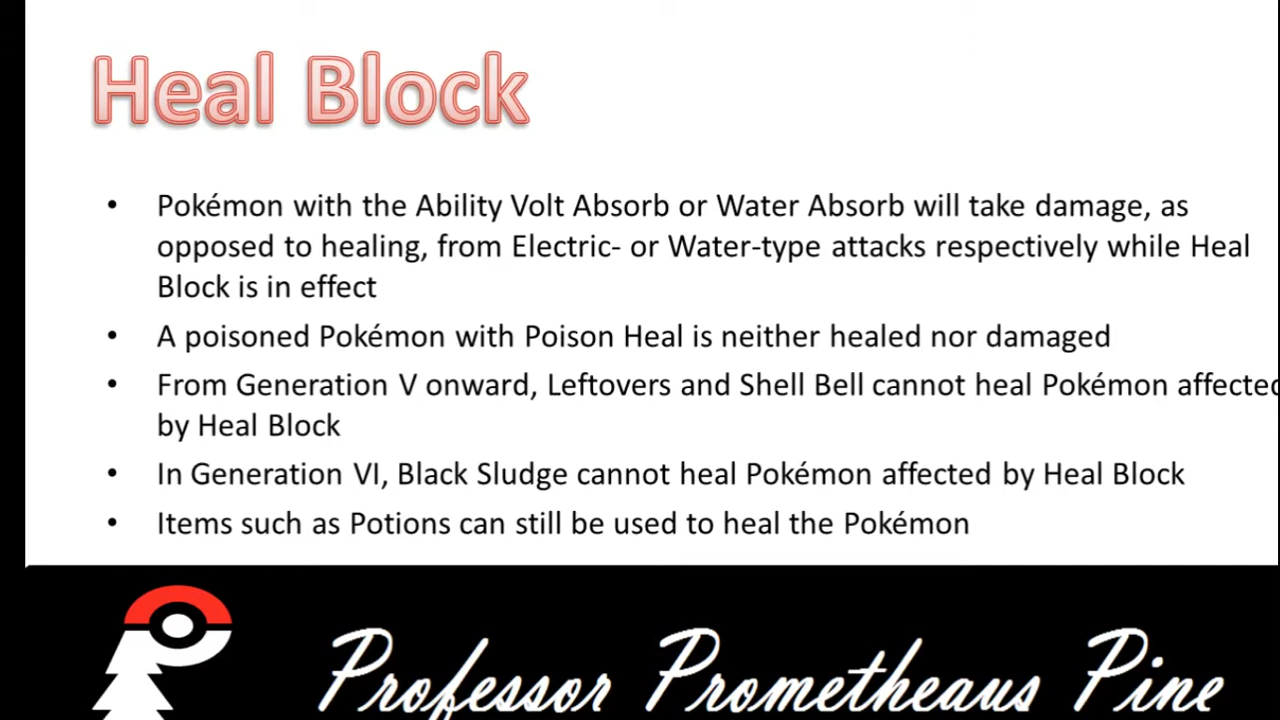 Heal Block
• Pokémon with the Ability Volt Absorb or Water Absorb will take damage, as
opposed to healing, from Electric- or Water-type attacks respectively while Heal
Block is in effect
• A poisoned Pokémon with Poison Heal is neither healed nor damaged
• From Generation V onward, Leftovers and Shell Bell cannot heal Pokémon affected
by Heal Block
• In Generation VI, Black Sludge cannot heal Pokémon affected by Heal Block
• Items such as Potions can still be used to heal the Pokémon
Professor Prometheaus Pine